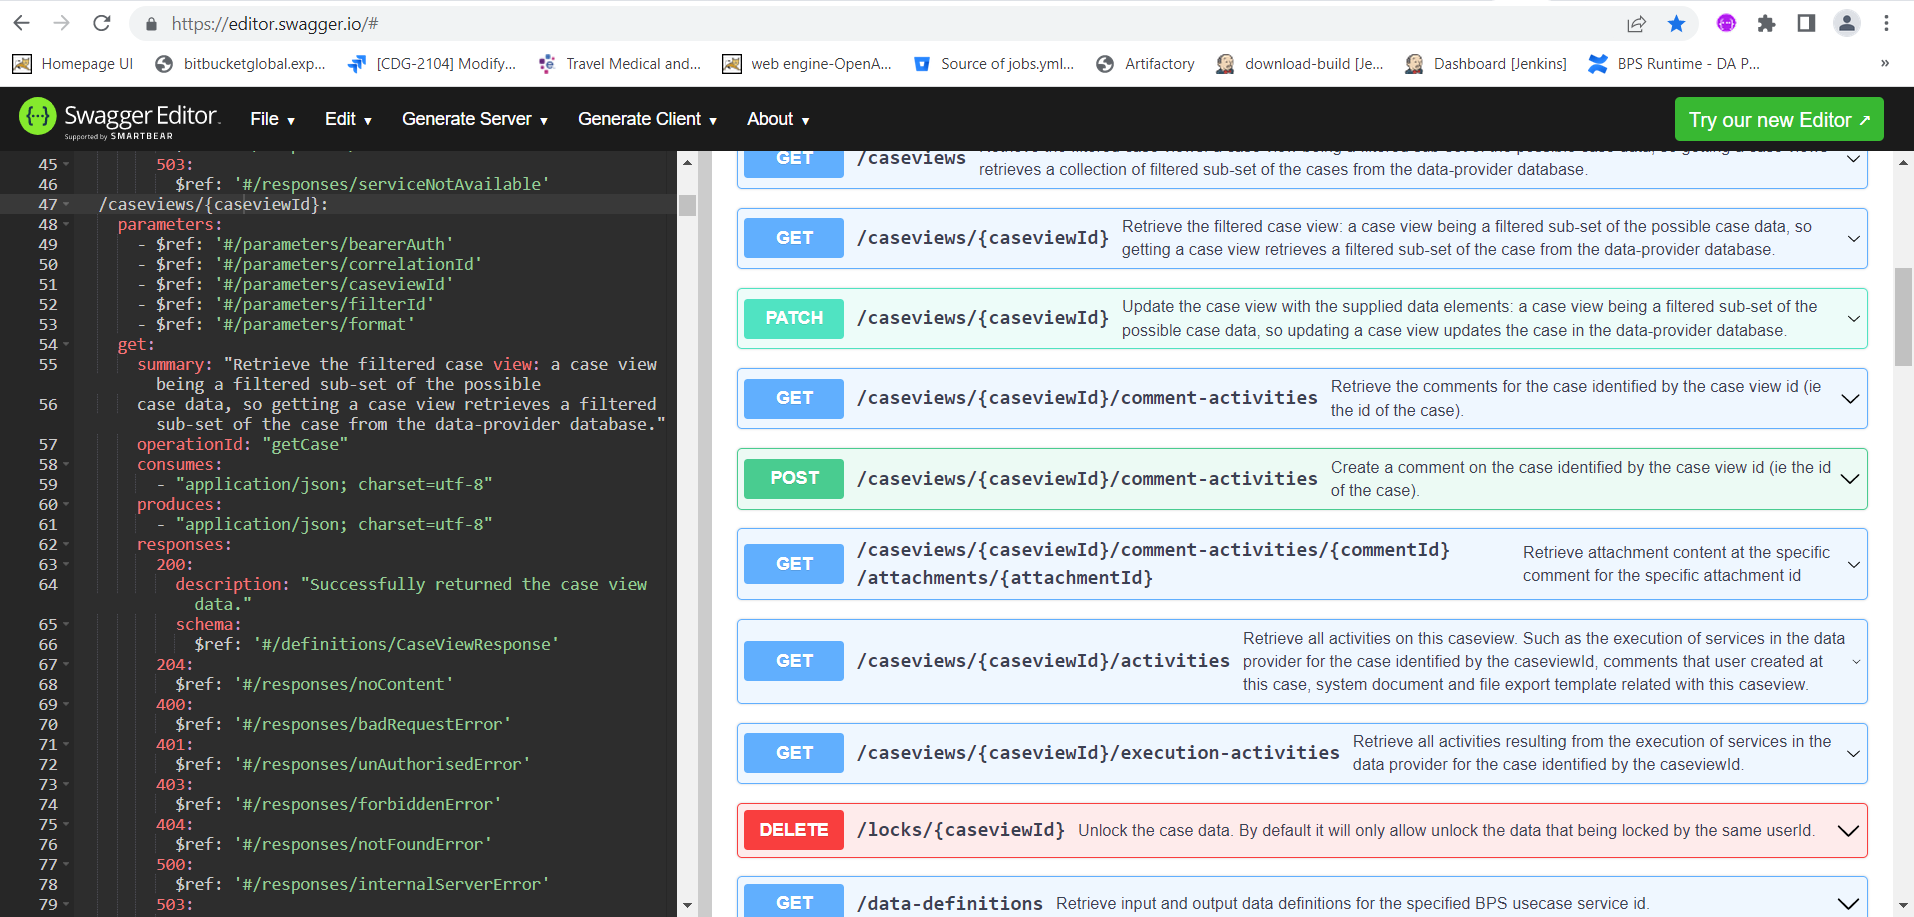 https://editor.swagger.io/#
Homepage UI
bitbucketglobal.exp...
[CDG-2104] Modify,...
Travel Medical and...
web engine-OpenA...
Source of jobs.yml...
Artifactory
download-build [Je...
Dashboard [Jenkins]
BPS Runtime - DA P...
»
Swagger Editor.
Supported by SMARTBEAR
File
Edit
Generate Server
Generate Client
About
Try our new Editor ↗
45 503:
46 $ref: '#/responses/serviceNotAvailable'
47 /caseviews/{caseviewId}:
48 parameters:
49 - $ref: '#/parameters/bearerAuth'
50 - $ref: '#/parameters/correlationId'
51 - $ref: '#/parameters/caseviewId'
52 - $ref: '#/parameters/filterId'
53 - $ref: '#/parameters/format'
54 get:
55 summary: "Retrieve the filtered case view: a case view
being a filtered sub-set of the possible
56 case data, so getting a case view retrieves a filtered
sub-set of the case from the data-provider database."
57 operationId: "getCase"
58 consumes:
59 - "application/json; charset=utf-8"
60 produces:
61 - "application/json; charset=utf-8"
62 responses:
63 200:
64 description: "Successfully returned the case view
data."
65 schema:
66 $ref: '#/definitions/CaseViewResponse'
67 204:
68 $ref: '#/responses/noContent'
69 400:
70 $ref: '#/responses/badRequestError'
71 401:
72 $ref: '#/responses/unAuthorisedError'
73 403:
74 $ref: '#/responses/forbiddenError'
75 404:
76 $ref: '#/responses/notFoundError'
77 500:
78 $ref: '#/responses/internalServerError'
79 503:
GET /caseviews
retrieves a collection of filtered sub-set of the cases from the data-provider database.
GET /caseviews/{caseviewId} Retrieve the filtered case view: a case view being a filtered sub-set of the possible case data, so
getting a case view retrieves a filtered sub-set of the case from the data-provider database.
PATCH /caseviews/{caseviewId} Update the case view with the supplied data elements: a case view being a filtered sub-set of the
possible case data, so updating a case view updates the case in the data-provider database.
GET /caseviews/{caseviewId}/comment-activities Retrieve the comments for the case identified by the case view id (ie
the id of the case).
POST /caseviews/{caseviewId}/comment-activities Create a comment on the case identified by the case view id (ie the id
of the case).
GET /caseviews/{caseviewId}/comment-activities/{commentId}
/attachments/{attachmentId}
Retrieve attachment content at the specific
comment for the specific attachment id
GET /caseviews/{caseviewId}/activities Retrieve all activities on this caseview. Such as the execution of services in the data
provider for the case identified by the caseviewId, comments that user created at
this case, system document and file export template related with this caseview.
GET /caseviews/{caseviewId}/execution-activities Retrieve all activities resulting from the execution of services in the
data provider for the case identified by the caseviewId.
DELETE /locks/{caseviewId} Unlock the case data. By default it will only allow unlock the data that being locked by the same userId.
GET /data-definitions Retrieve input and output data definitions for the specified BPS usecase service id.